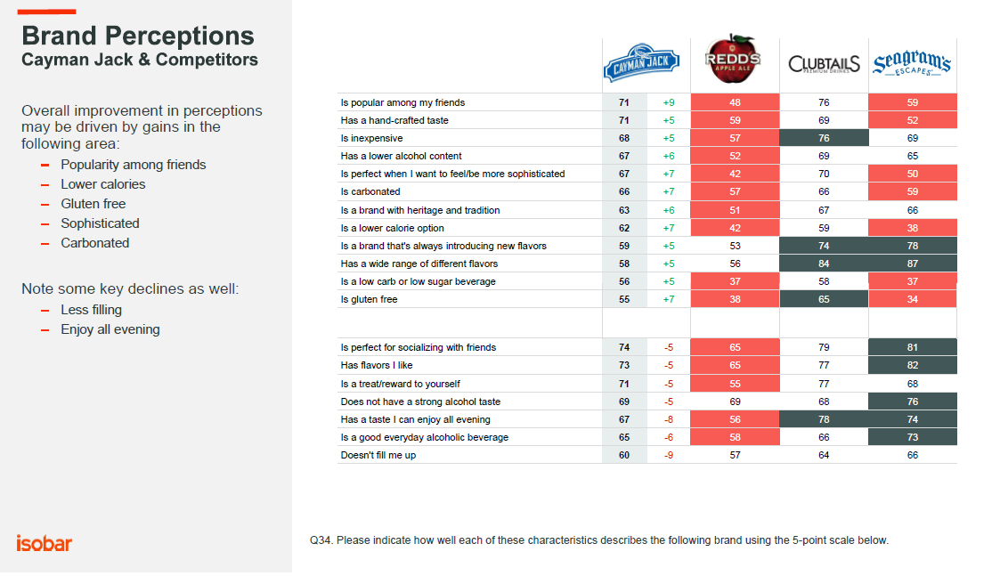 Brand Perceptions
Cayman Jack & Competitors
Overall improvement in perceptions
may be driven by gains in the
following area:
– Popularity among friends
– Lower calories
– Gluten free
– Sophisticated
– Carbonated
Note some key declines as well:
– Less filling
– Enjoy all evening
isobar
CAYMAN JACK
REDD'S
APPLE ALE
CLUBTAILS
PREMIUM DRINKS
Seagram's
ESCAPES
Is popular among my friends 71 +9 48 76 59
Has a hand-crafted taste 71 +5 59 69 52
Is inexpensive 68 +5 57 76 69
Has a lower alcohol content 67 +6 52 69 65
Is perfect when I want to feel/be more sophisticated 67 +7 42 70 50
Is carbonated 66 +7 57 66 59
Is a brand with heritage and tradition 63 +6 51 67 66
Is a lower calorie option 62 +7 42 59 38
Is a brand that's always introducing new flavors 59 +5 53 74 78
Has a wide range of different flavors 58 +5 56 84 87
Is a low carb or low sugar beverage 56 +5 37 58 37
Is gluten free 55 +7 38 65 34
Is perfect for socializing with friends 74 -5 65 79 81
Has flavors I like 73 -5 65 77 82
Is a treat/reward to yourself 71 -5 55 77 68
Does not have a strong alcohol taste 69 -5 69 68 76
Has a taste I can enjoy all evening 67 -8 56 78 74
Is a good everyday alcoholic beverage 65 -6 58 66 73
Doesn't fill me up 60 -9 57 64 66
Q34. Please indicate how well each of these characteristics describes the following brand using the 5-point scale below.